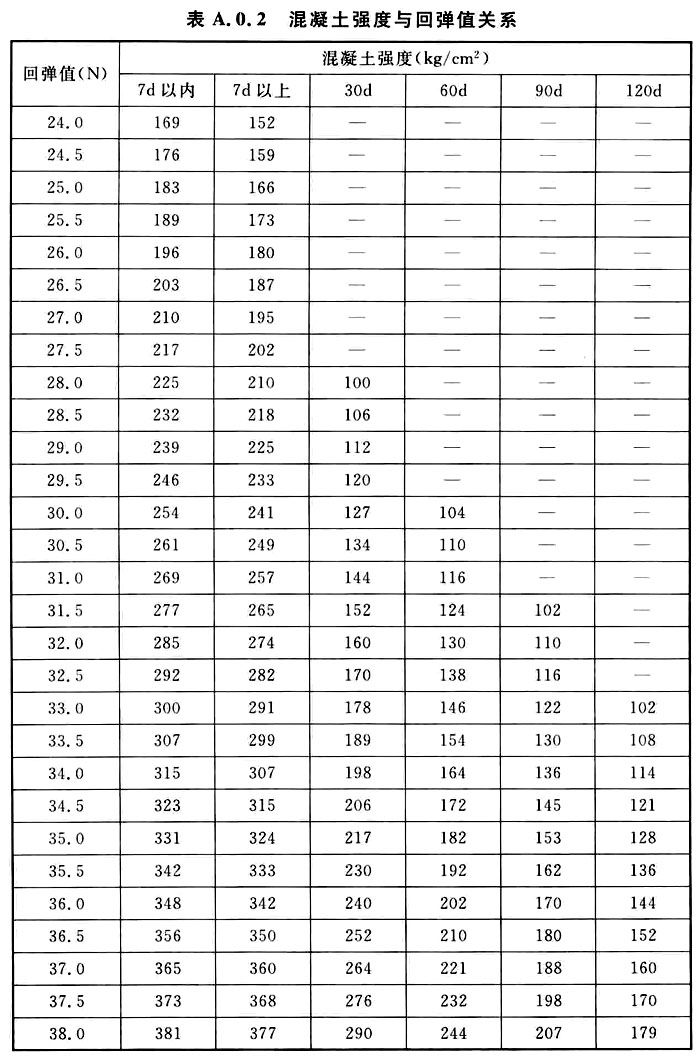 表 A.0.2 混凝土强度与回弹值关系
回弹值(N) 混凝土强度(kg/cm²)
7d 以内 7d 以上 30d 60d 90d 120d
24.0 169 152 — — — —
24.5 176 159 — — — —
25.0 183 166 — — — —
25.5 189 173 — — — —
26.0 196 180 — — — —
26.5 203 187 — — — —
27.0 210 195 — — — —
27.5 217 202 — — — —
28.0 225 210 100 — — —
28.5 232 218 106 — — —
29.0 239 225 112 — — —
29.5 246 233 120 — — —
30.0 254 241 127 104 — —
30.5 261 249 134 110 — —
31.0 269 257 144 116 — —
31.5 277 265 152 124 102 —
32.0 285 274 160 130 110 —
32.5 292 282 170 138 116 —
33.0 300 291 178 146 122 102
33.5 307 299 189 154 130 108
34.0 315 307 198 164 136 114
34.5 323 315 206 172 145 121
35.0 331 324 217 182 153 128
35.5 342 333 230 192 162 136
36.0 348 342 240 202 170 144
36.5 356 350 252 210 180 152
37.0 365 360 264 221 188 160
37.5 373 368 276 232 198 170
38.0 381 377 290 244 207 179